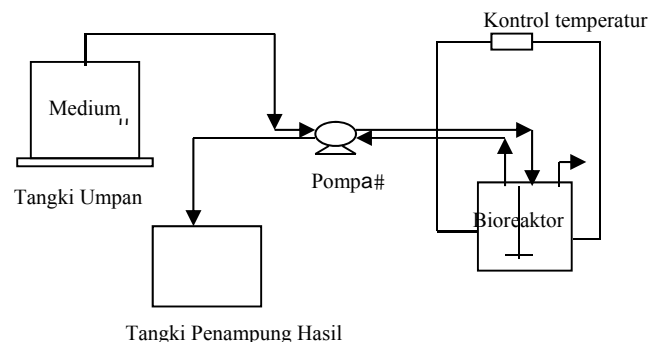 Kontrol temperatur
Medium
"
Pompa#
Tangki Umpan
Bioreaktor
Tangki Penampung Hasil